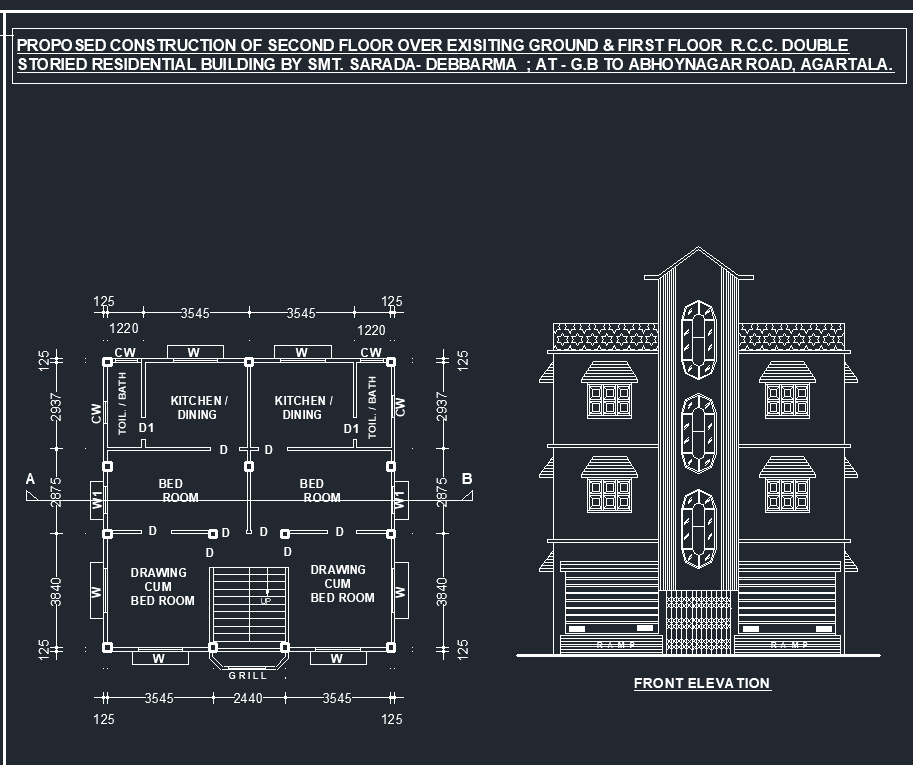 PROPOSED CONSTRUCTION OF SECOND FLOOR OVER EXISITING GROUND & FIRST FLOOR R.C.C. DOUBLE
STORIED RESIDENTIAL BUILDING BY SMT. SARADA- DEBBARMA ; AT - G.B TO ABHOYNAGAR ROAD, AGARTALA.
125 125
3545 3545
1220 1220
CW W W CW
125 125
TOIL. / BATH TOIL. / BATH
2937 CW CW 2937
KITCHEN / KITCHEN /
DINING DINING
D1 D1
D D
A B
BED BED
ROOM ROOM
2875 W1 W1 2875
D D D D
D D
DRAWING DRAWING
CUM CUM
BED ROOM BED ROOM
3840 W W 3840
UP
125 125
W W
GRILL
3545 2440 3545
125 125
RAMP RAMP
FRONT ELEVATION